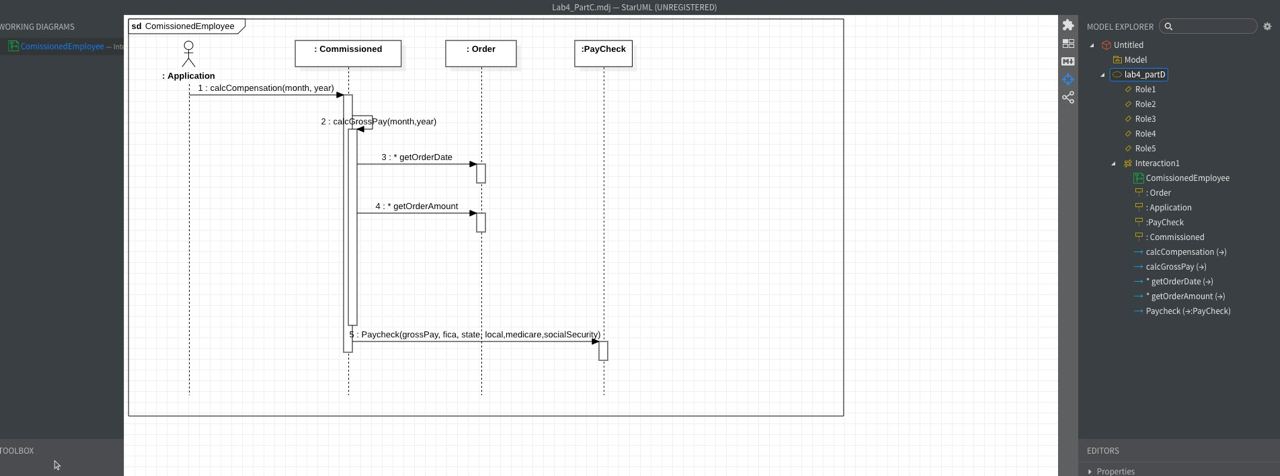 Lab4_PartC.mdj — StarUML (UNREGISTERED)
WORKING DIAGRAMS
ComissionedEmployee — Inte
TOOLBOX
sd ComissionedEmployee
: Application
: Commissioned
: Order
:PayCheck
1 : calcCompensation(month, year)
2 : calcGrossPay(month,year)
3 : * getOrderDate
4 : * getOrderAmount
5 : Paycheck(grossPay, fica, state, local,medicare,socialSecurity)
MODEL EXPLORER
Untitled
Model
lab4_partD
Role1
Role2
Role3
Role4
Role5
Interaction1
ComissionedEmployee
: Order
: Application
:PayCheck
: Commissioned
calcCompensation (→)
calcGrossPay (→)
* getOrderDate (→)
* getOrderAmount (→)
Paycheck (→:PayCheck)
EDITORS
Properties